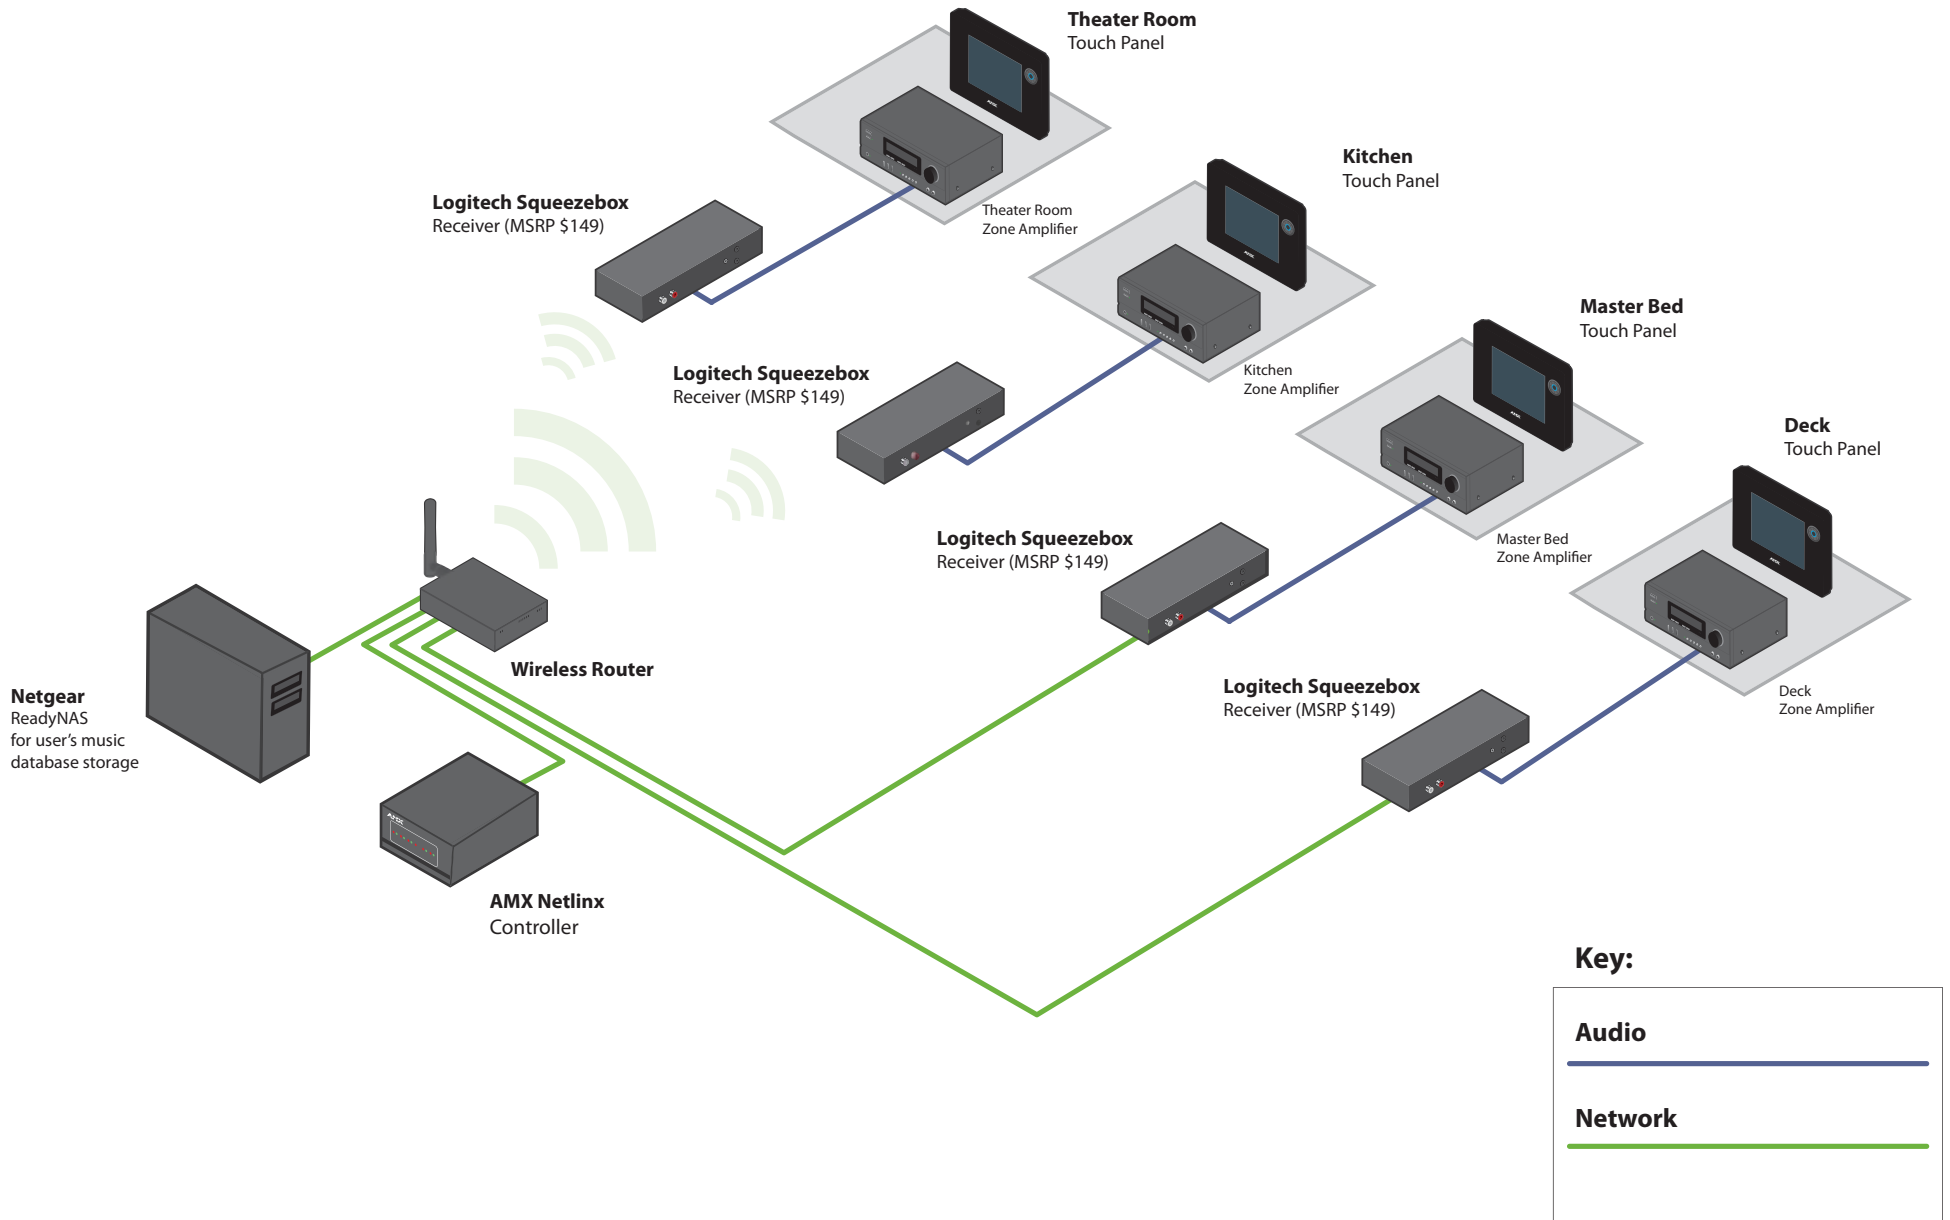 Theater Room
Touch Panel
Kitchen
Touch Panel
Logitech Squeezebox
Receiver (MSRP $149)
Theater Room
Zone Amplifier
Master Bed
Touch Panel
Logitech Squeezebox
Receiver (MSRP $149)
Kitchen
Zone Amplifier
Deck
Touch Panel
Logitech Squeezebox
Receiver (MSRP $149)
Master Bed
Zone Amplifier
Wireless Router
Netgear
ReadyNAS
for user's music
database storage
Logitech Squeezebox
Receiver (MSRP $149)
Deck
Zone Amplifier
AMX
AMX Netlinx
Controller
Key:
Audio
Network